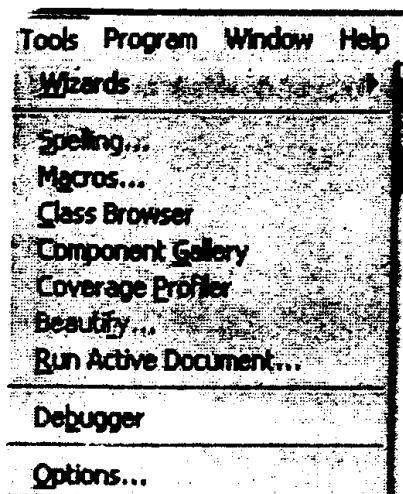 Tools Program Window Help
Wizards
Spelling...
Macros...
Class Browser
Component Gallery
Coverage Profiler
Beautify...
Run Active Document...
Debugger
Options...